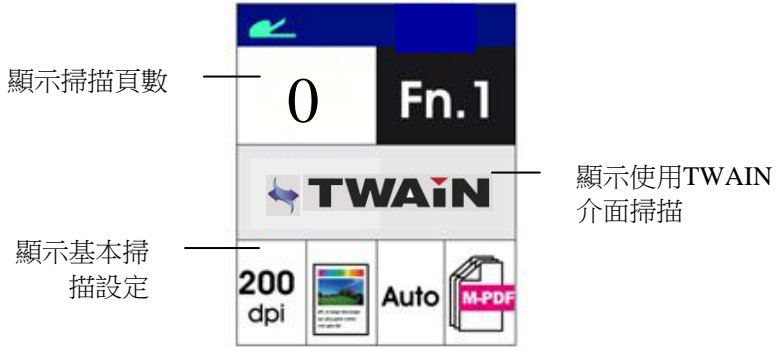 顯示掃描頁數
0
Fn.1
TWAIN
顯示使用TWAIN
介面掃描
顯示基本掃
描設定
200
dpi
Auto
M-PDF